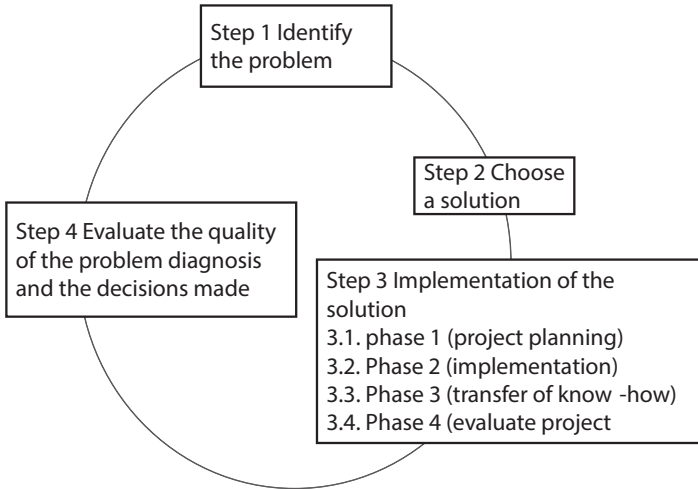 Step 1 Identify
the problem
Step 2 Choose
a solution
Step 3 Implementation of the
solution
3.1. phase 1 (project planning)
3.2. Phase 2 (implementation)
3.3. Phase 3 (transfer of know -how)
3.4. Phase 4 (evaluate project
Step 4 Evaluate the quality
of the problem diagnosis
and the decisions made